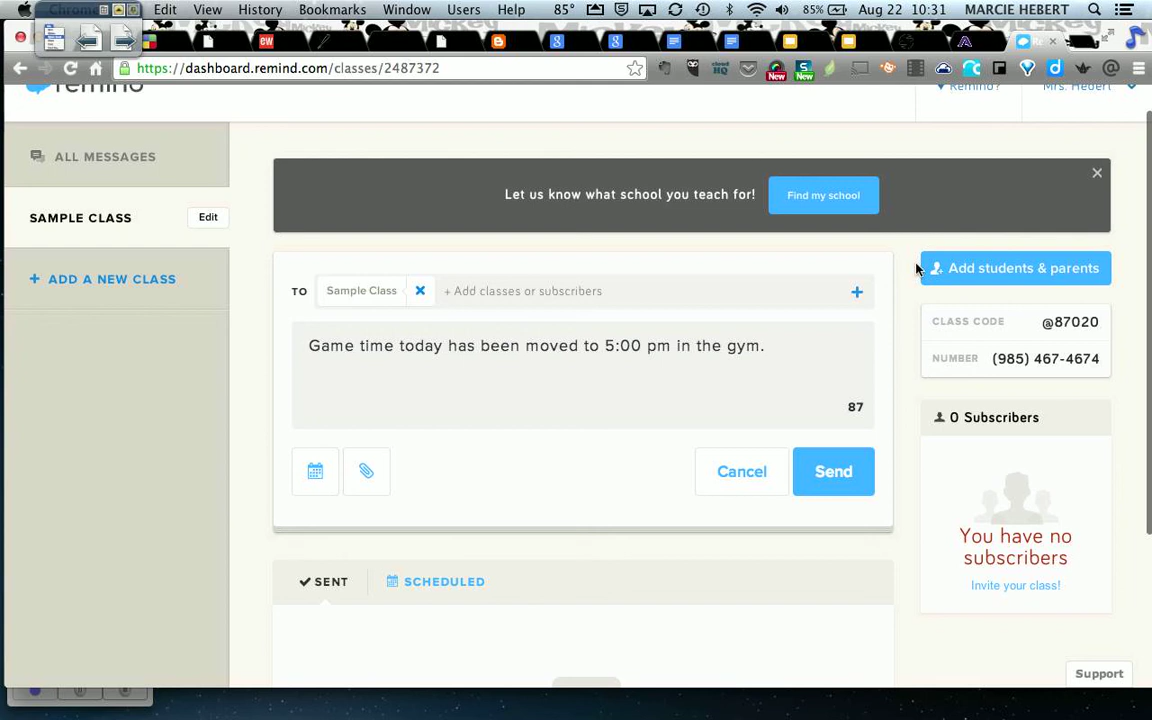 Chrome Edit View History Bookmarks Window Users Help 85° 85% Aug 22 10:31 MARCIE HEBERT
https://dashboard.remind.com/classes/2487372
remind
Remind? Mrs. Hebert
ALL MESSAGES
Let us know what school you teach for! Find my school
SAMPLE CLASS Edit
+ ADD A NEW CLASS
Add students & parents
TO Sample Class + Add classes or subscribers
CLASS CODE @87020
Game time today has been moved to 5:00 pm in the gym.
NUMBER (985) 467-4674
87
0 Subscribers
Cancel Send
You have no
subscribers
Invite your class!
SENT SCHEDULED
Support